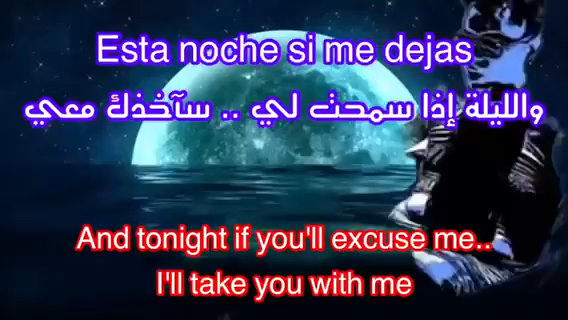 Esta noche si me dejas
والليلة إذا سمحت لي .. سآخذك معي
And tonight if you'll excuse me..
I'll take you with me